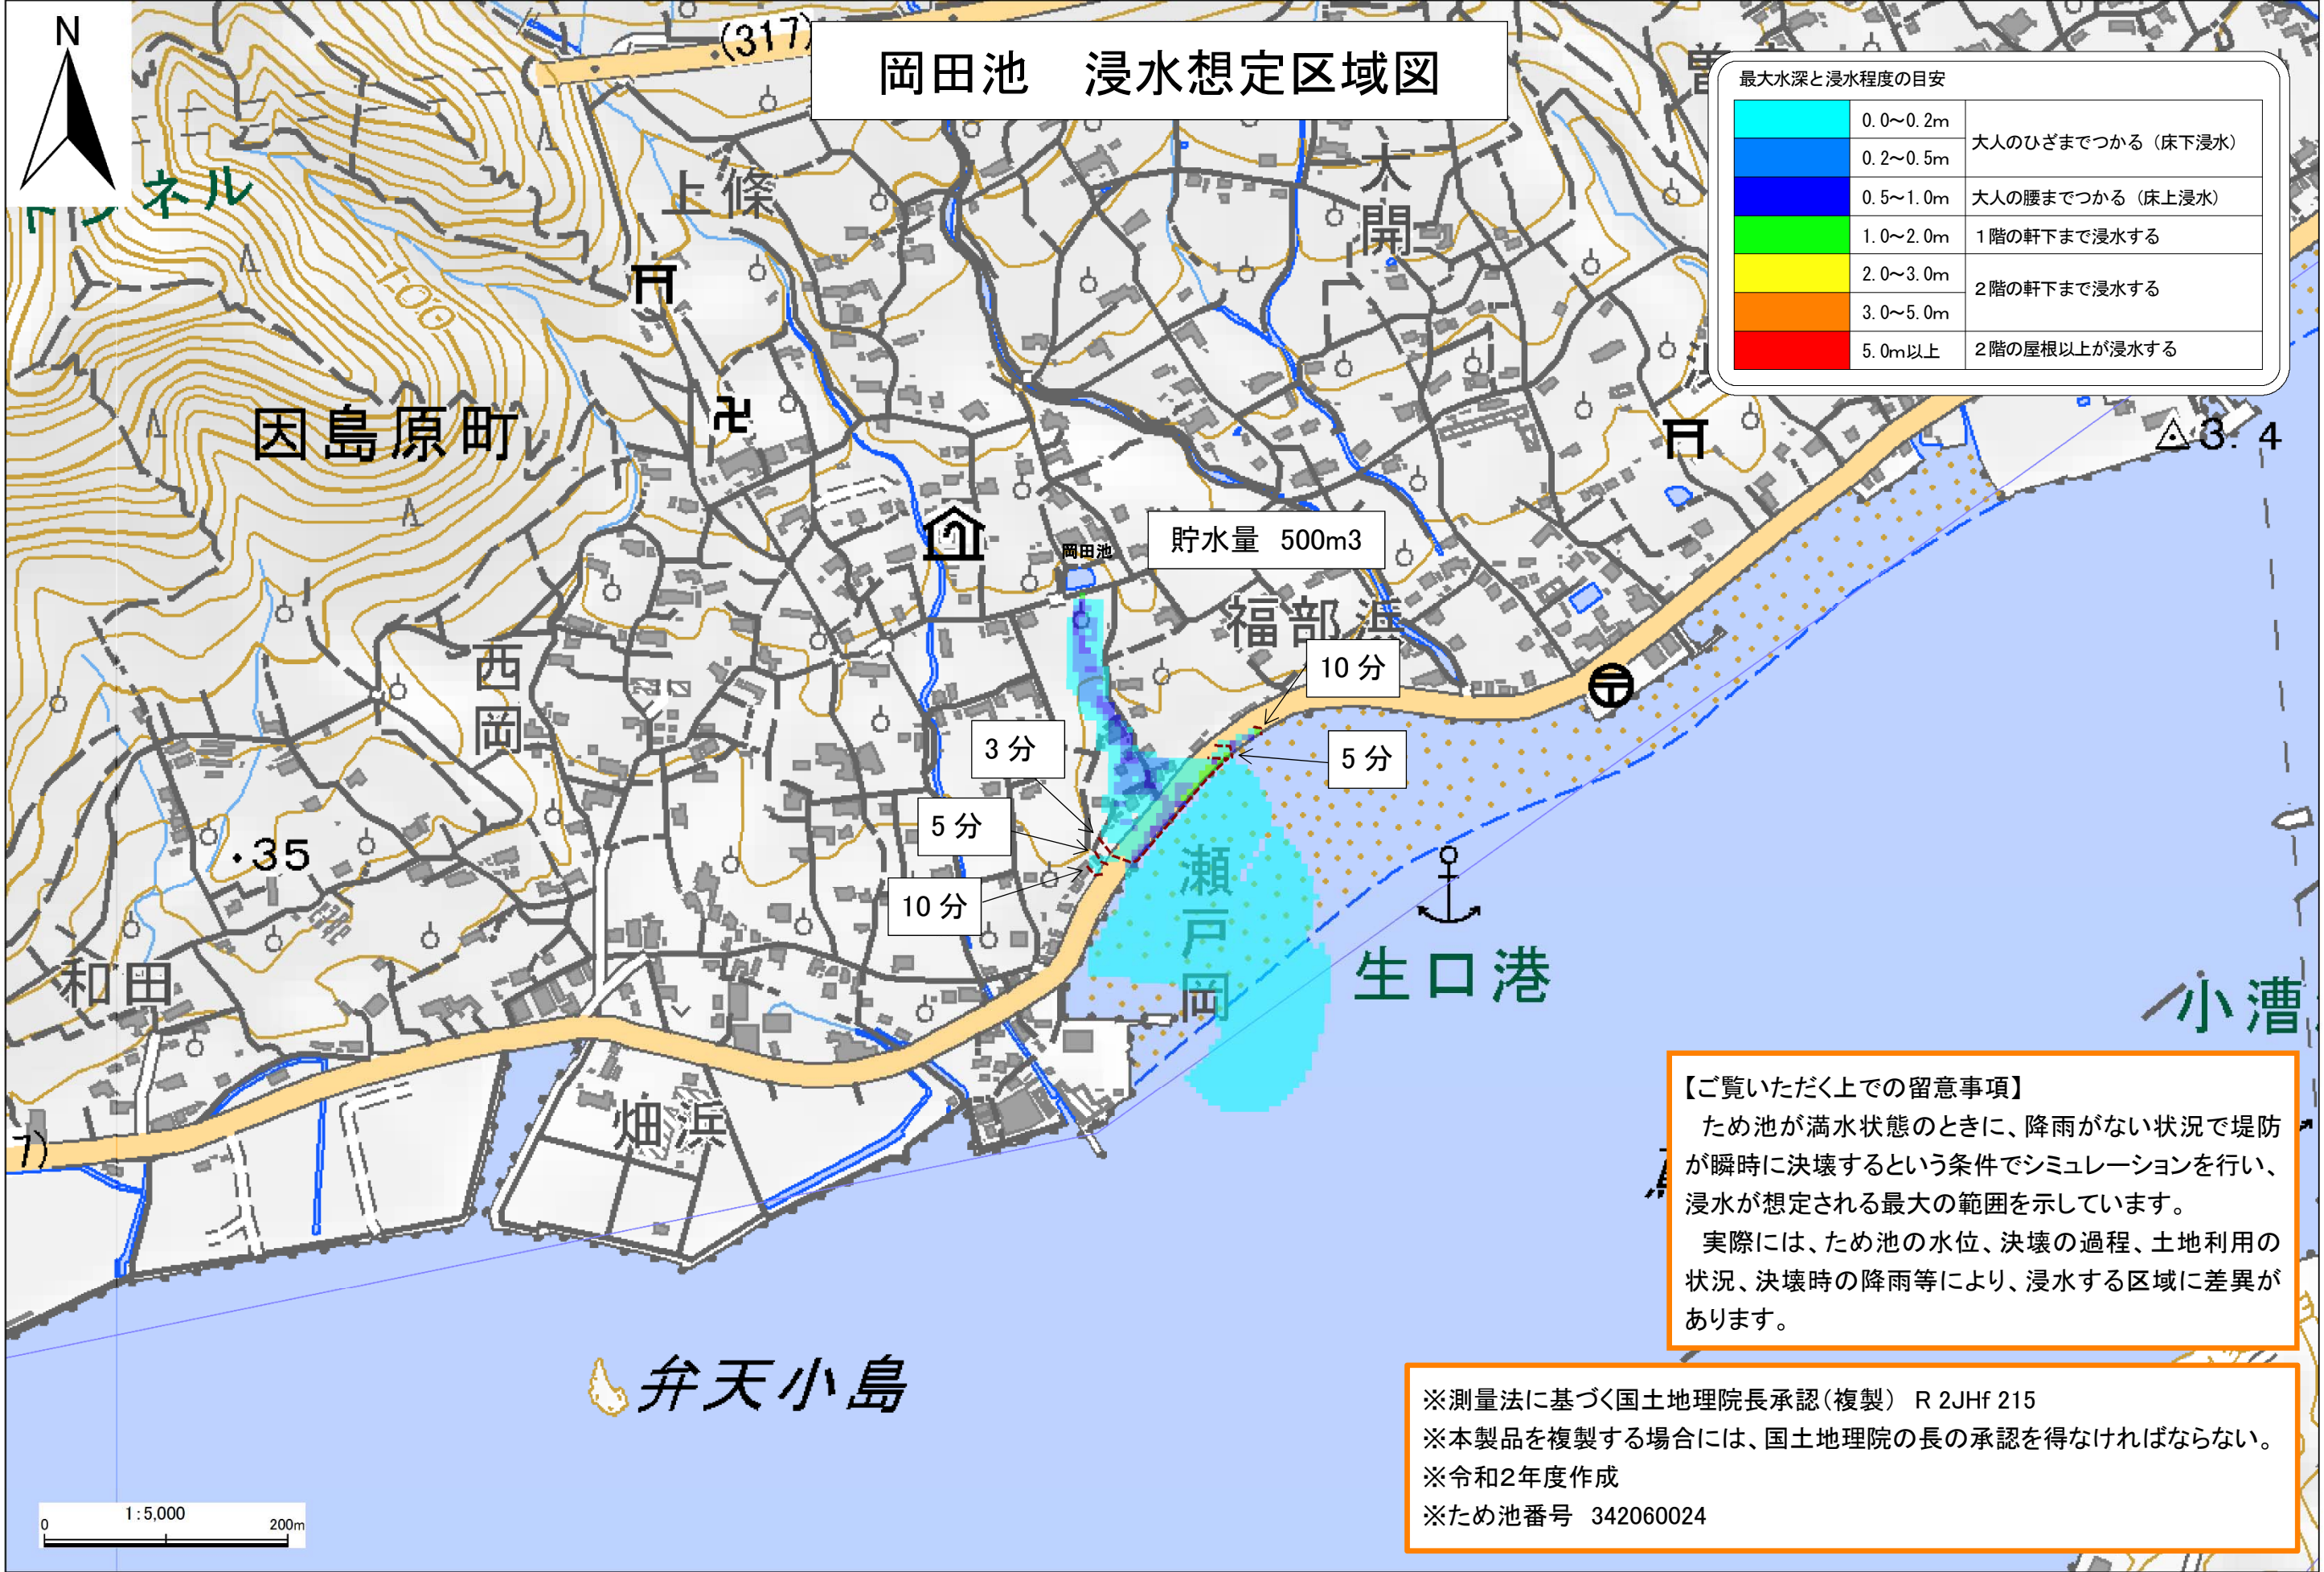 N
(317)
岡田池　浸水想定区域図
最大水深と浸水程度の目安
0.0～0.2m
大人のひざまでつかる（床下浸水）
0.2～0.5m
0.5～1.0m 大人の腰までつかる（床上浸水）
1.0～2.0m １階の軒下まで浸水する
2.0～3.0m
２階の軒下まで浸水する
3.0～5.0m
5.0m以上 ２階の屋根以上が浸水する
トンネル
上條
大開
100
因島原町
3.4
岡田池
貯水量 500m3
福部浜
西岡
10 分
3 分
5 分
5 分
10 分
35
瀬戸岡
生口港
和田
小漕
畑浜
7)
弁天小島
【ご覧いただく上での留意事項】
ため池が満水状態のときに、降雨がない状況で堤防
が瞬時に決壊するという条件でシミュレーションを行い、
浸水が想定される最大の範囲を示しています。
実際には、ため池の水位、決壊の過程、土地利用の
状況、決壊時の降雨等により、浸水する区域に差異が
あります。
※測量法に基づく国土地理院長承認（複製） R 2JHf 215
※本製品を複製する場合には、国土地理院の長の承認を得なければならない。
※令和２年度作成
※ため池番号 342060024
1:5,000
0 200m